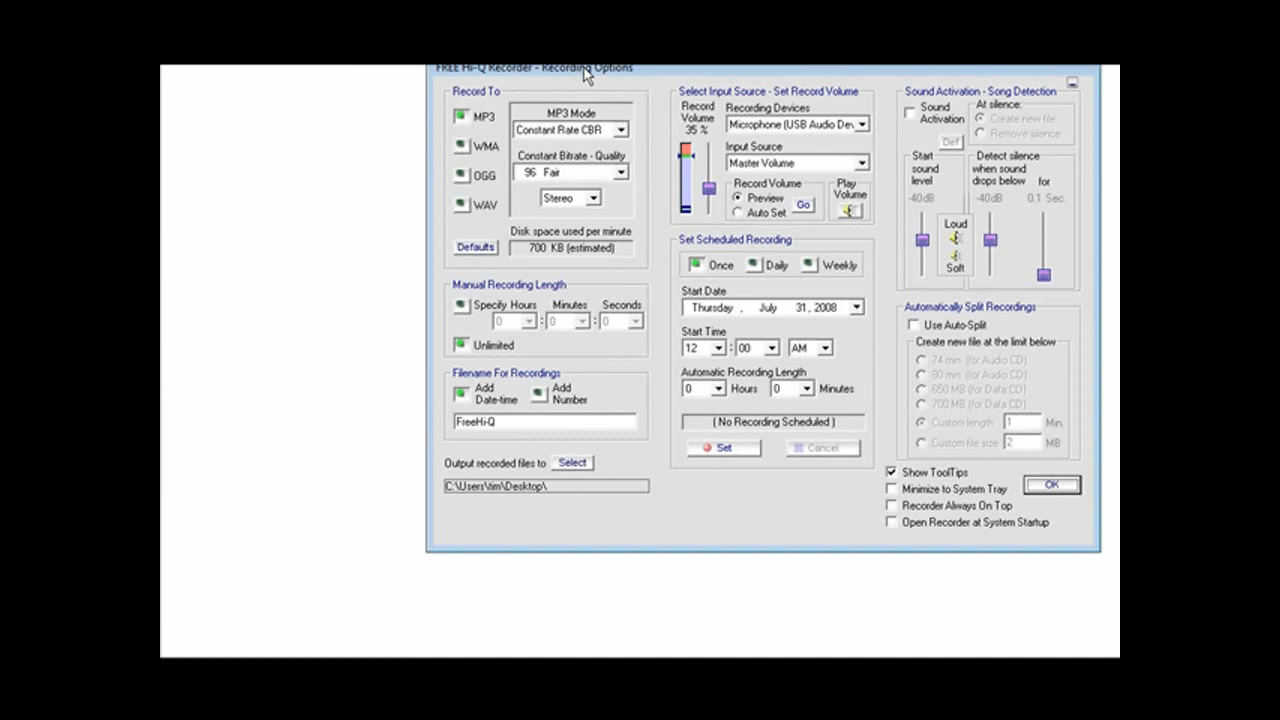 FREE Hi-Q Recorder - Recording Options
Record To
MP3
WMA
OGG
WAV
MP3 Mode
Constant Rate CBR
Constant Bitrate - Quality
96 Fair
Stereo
Disk space used per minute
Defaults
700 KB (estimated)
Manual Recording Length
Specify Hours Minutes Seconds
0 : 0 : 0
Unlimited
Filename For Recordings
Add Date-time
Add Number
FreeHi-Q
Output recorded files to Select
C:\Users\tim\Desktop\
Select Input Source - Set Record Volume
Record Volume
35 %
Recording Devices
Microphone (USB Audio Dev
Input Source
Master Volume
Record Volume
Preview
Auto Set
Go
Play Volume
Set Scheduled Recording
Once Daily Weekly
Start Date
Thursday , July 31, 2008
Start Time
12 : 00 AM
Automatic Recording Length
0 Hours 0 Minutes
( No Recording Scheduled )
Set Cancel
Sound Activation - Song Detection
Sound Activation
Def
At silence:
Create new file
Remove silence
Start sound level
-40dB
Loud
Soft
Detect silence when sound drops below for
-40dB 0.1 Sec.
Automatically Split Recordings
Use Auto-Split
Create new file at the limit below
74 min. (for Audio CD)
80 min. (for Audio CD)
650 MB (for Data CD)
700 MB (for Data CD)
Custom length 1 Min.
Custom file size 2 MB
Show ToolTips
Minimize to System Tray
Recorder Always On Top
Open Recorder at System Startup
OK